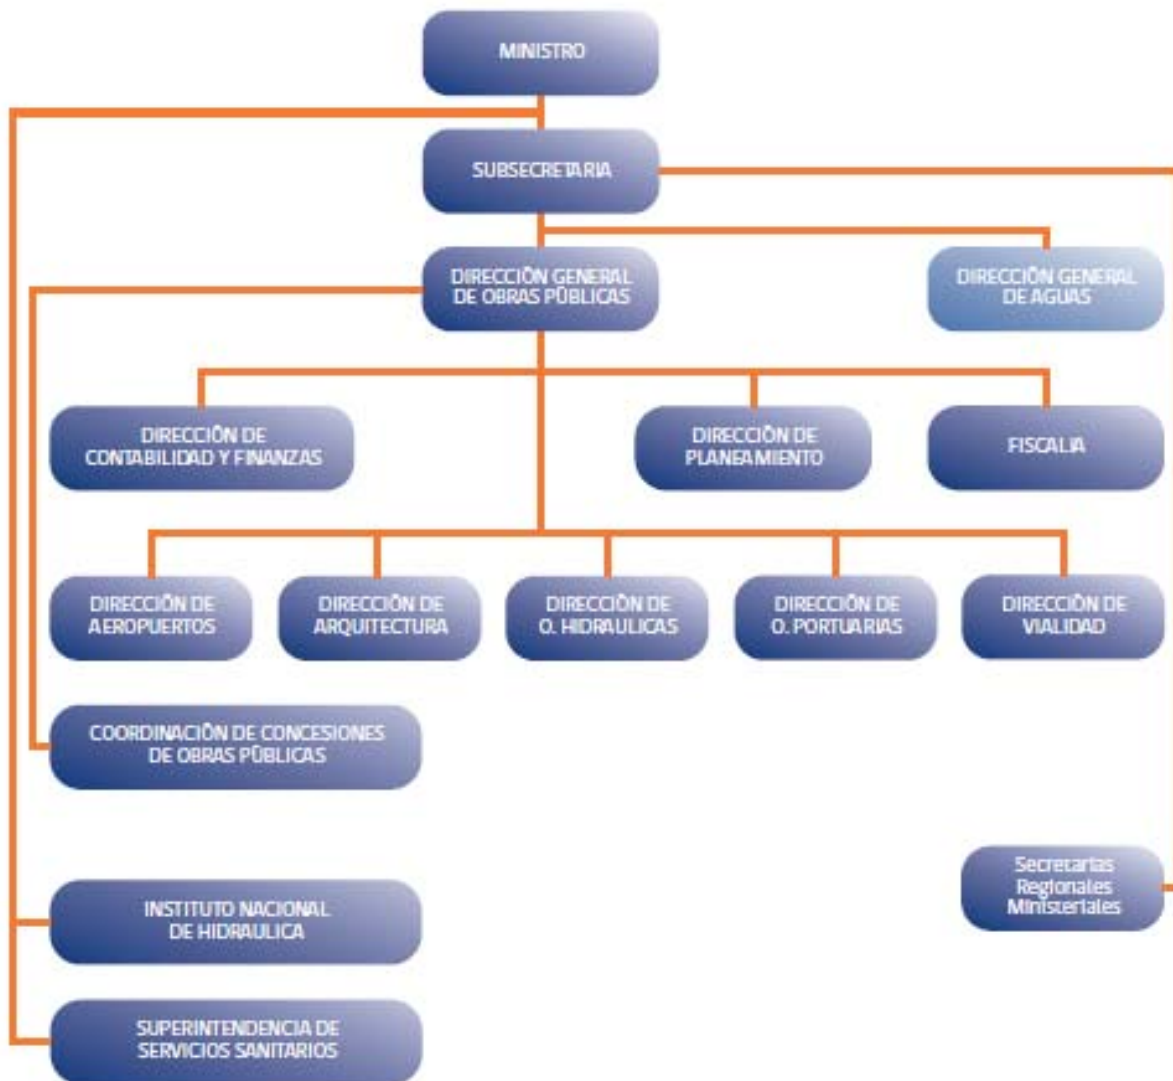 MINISTRO
SUBSECRETARIA
DIRECCIÓN GENERAL
DE OBRAS PÚBLICAS
DIRECCIÓN GENERAL
DE AGUAS
DIRECCIÓN DE
CONTABILIDAD Y FINANZAS
DIRECCIÓN DE
PLANEAMIENTO
FISCALIA
DIRECCIÓN DE
AEROPUERTOS
DIRECCIÓN DE
ARQUITECTURA
DIRECCIÓN DE
O. HIDRAULICAS
DIRECCIÓN DE
O. PORTUARIAS
DIRECCIÓN DE
VIALIDAD
COORDINACIÓN DE CONCESIONES
DE OBRAS PÚBLICAS
Secretarias
Regionales
Ministeriales
INSTITUTO NACIONAL
DE HIDRAULICA
SUPERINTENDENCIA DE
SERVICIOS SANITARIOS